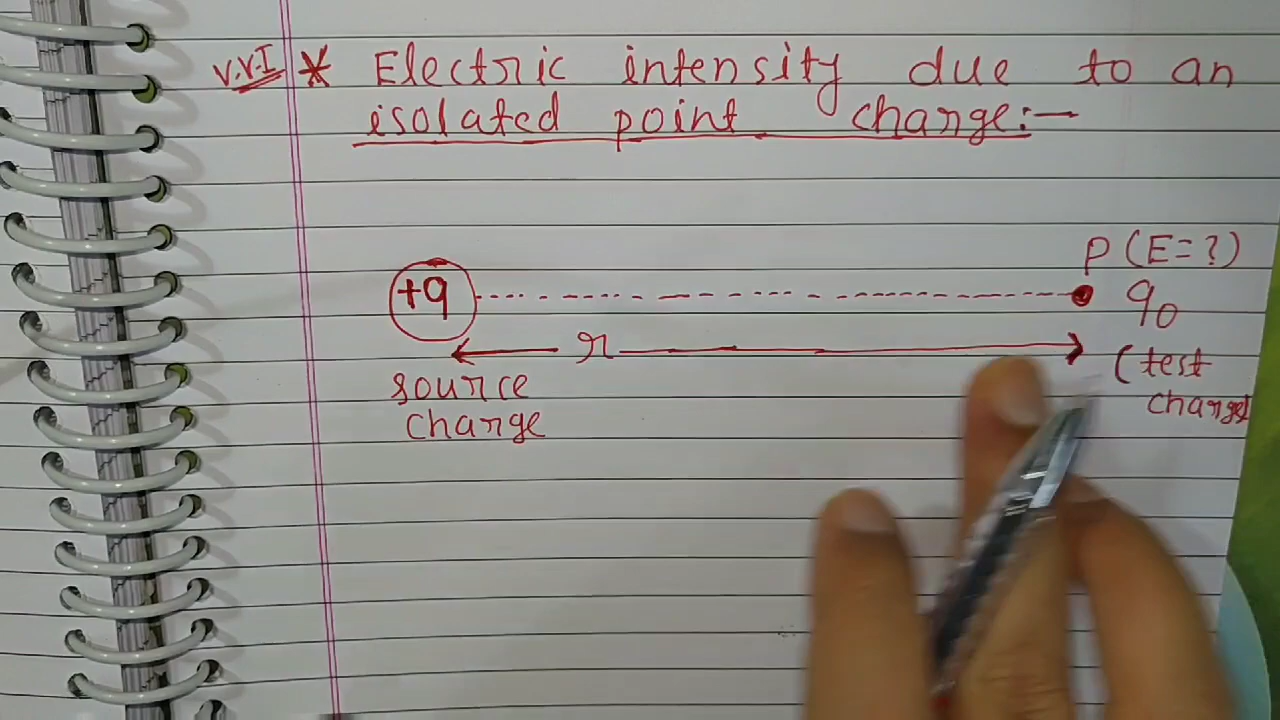 V.V.I * Electric intensity due to an
isolated point charge:-
P (E=?)
+q
q0
r
(test
charge)
source
charge